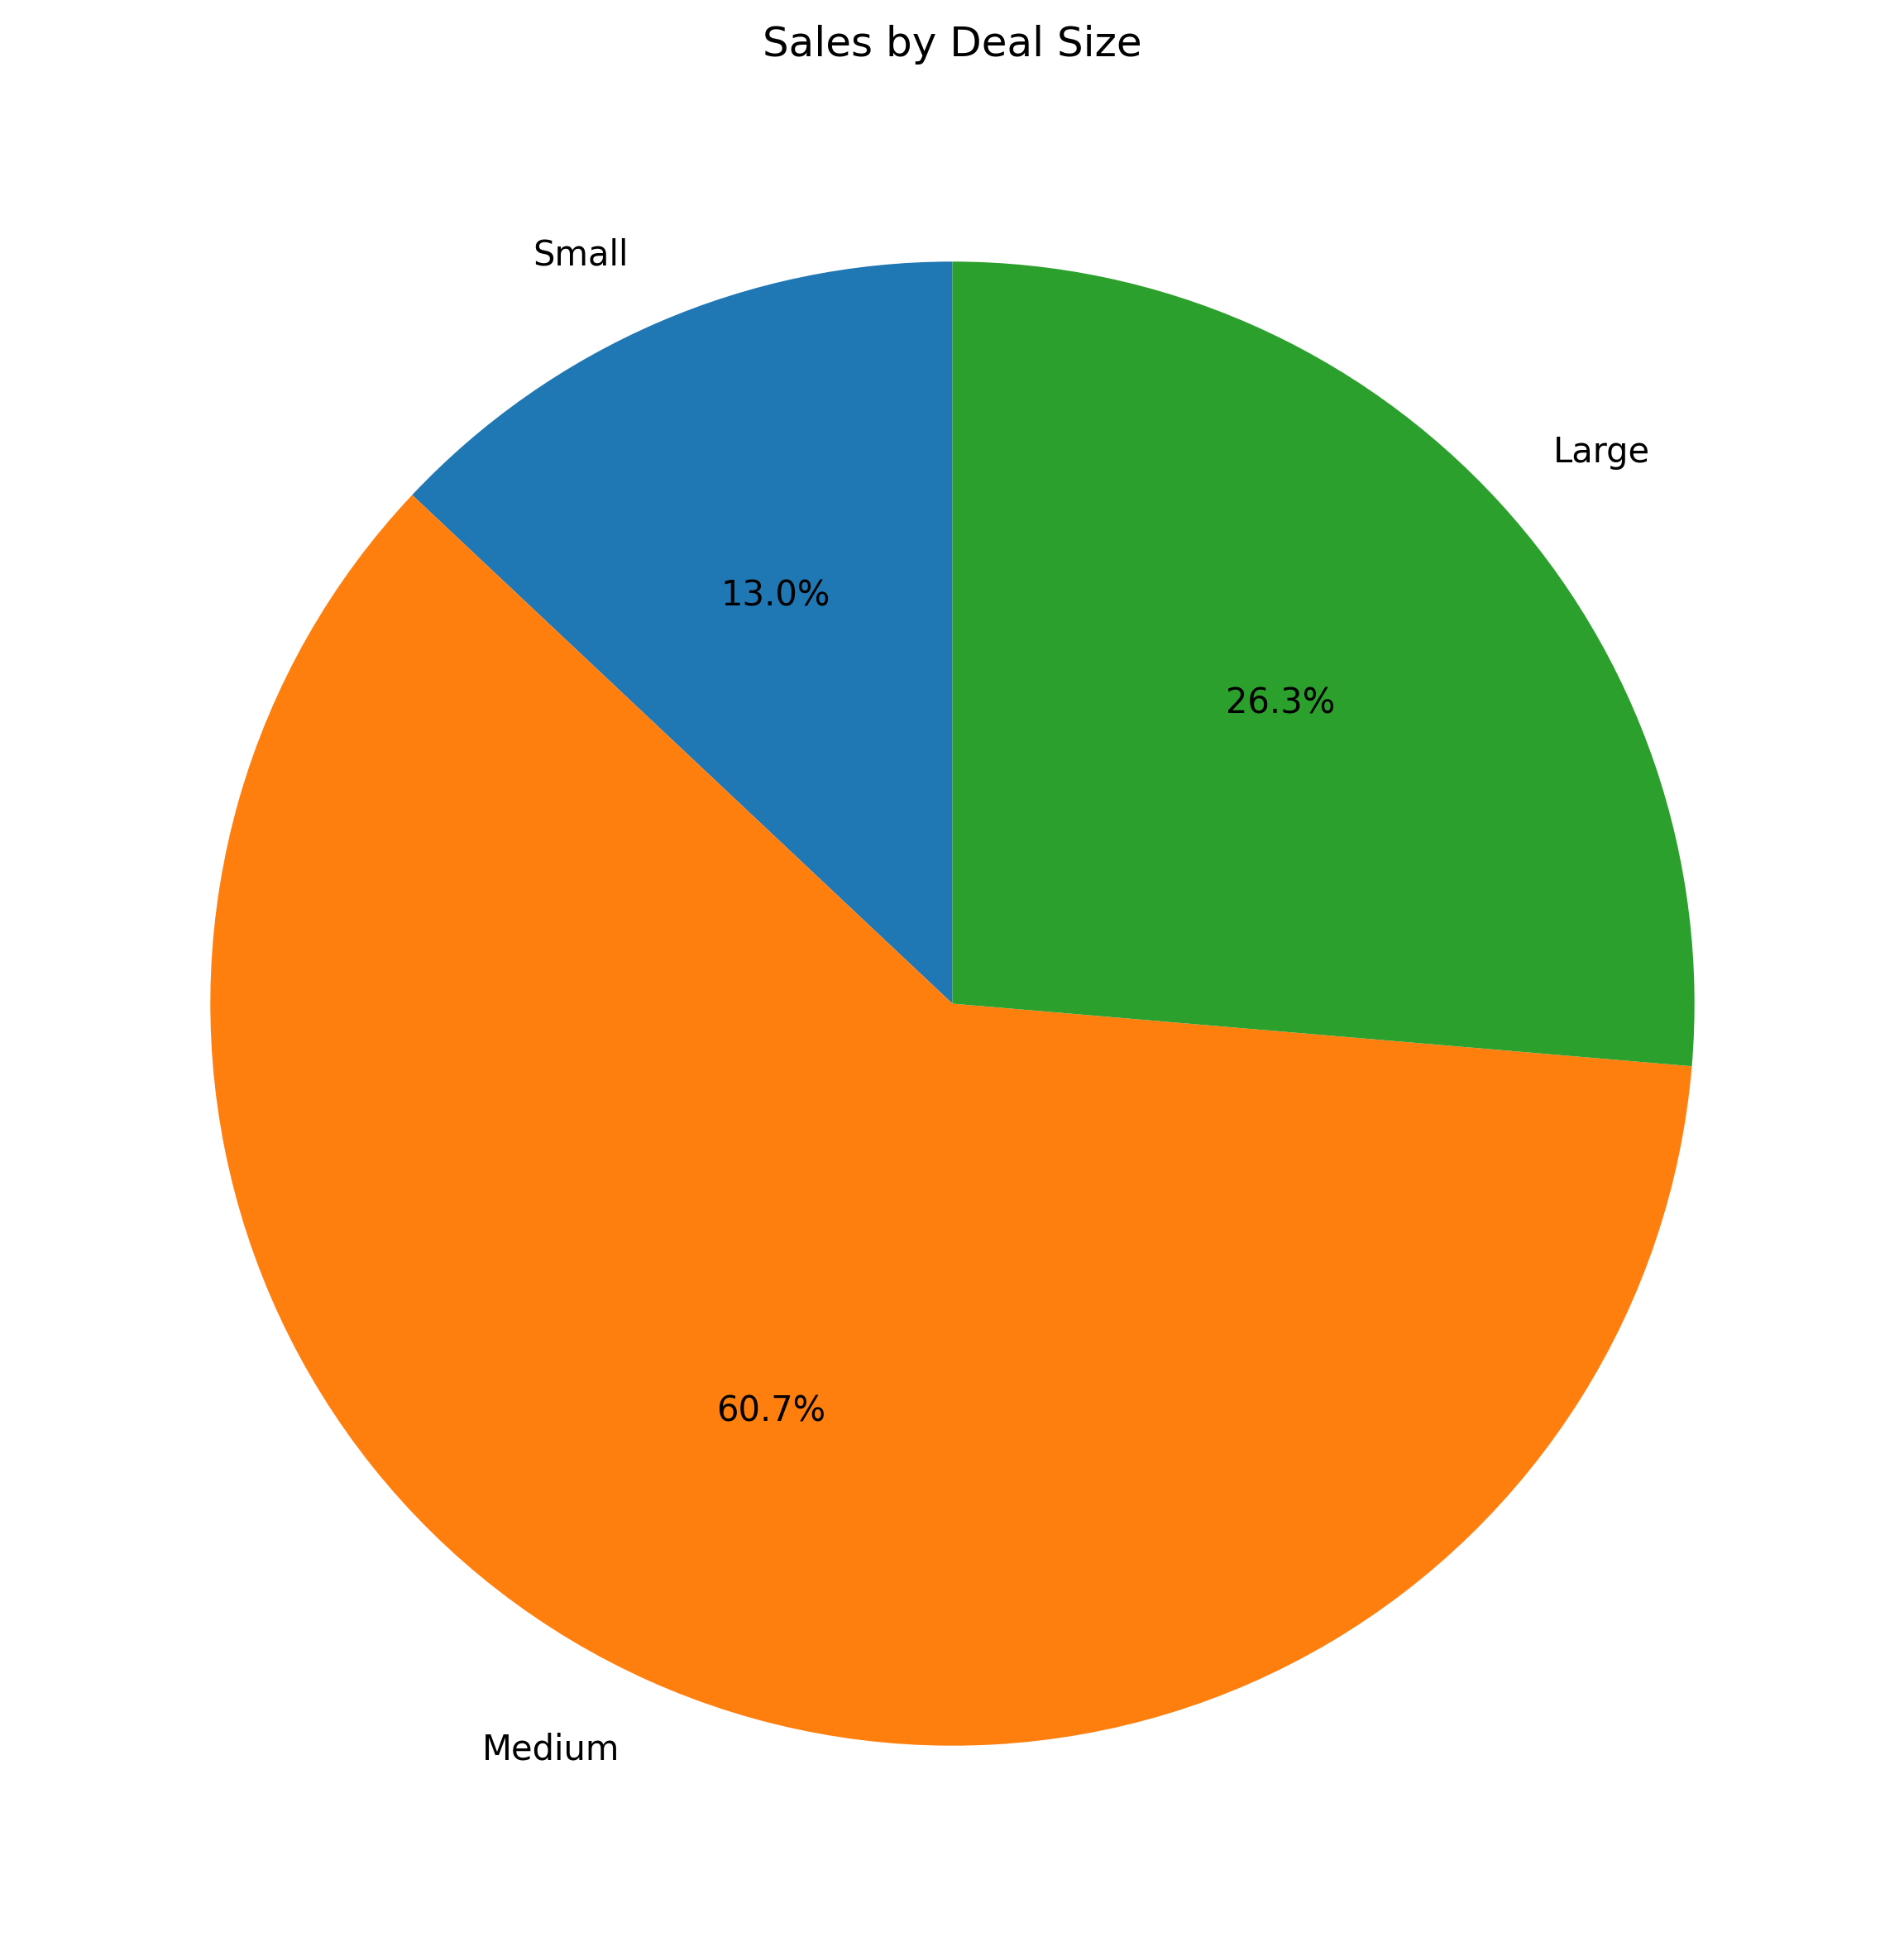 Sales by Deal Size
Small
Large
13.0%
26.3%
60.7%
Medium